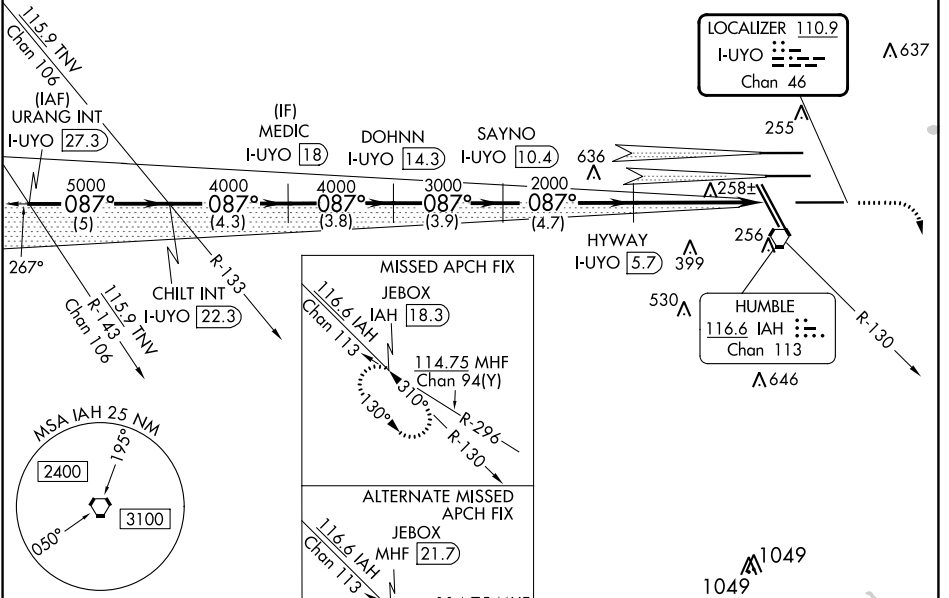 115.9 TNV
Chan 106
(IAF)
URANG INT
I-UYO 27.3
(IF)
MEDIC
I-UYO 18
DOHNN
I-UYO 14.3
SAYNO
I-UYO 10.4
LOCALIZER 110.9
I-UYO
Chan 46
637
255
636
258±
5000
087°
(5)
4000
087°
(4.3)
4000
087°
(3.8)
3000
087°
(3.9)
2000
087°
(4.7)
267°
CHILT INT
I-UYO 22.3
R-133
115.9 TNV
R-143
Chan 106
HYWAY
I-UYO 5.7
399
256
530
HUMBLE
116.6 IAH
Chan 113
R-130
646
MISSED APCH FIX
JEBOX
IAH 18.3
116.6 IAH
Chan 113
114.75 MHF
Chan 94(Y)
310°
130°
R-296
R-130
MSA IAH 25 NM
195°
2400
3100
050°
ALTERNATE MISSED
APCH FIX
JEBOX
MHF 21.7
116.6 IAH
Chan 113
1049
1049